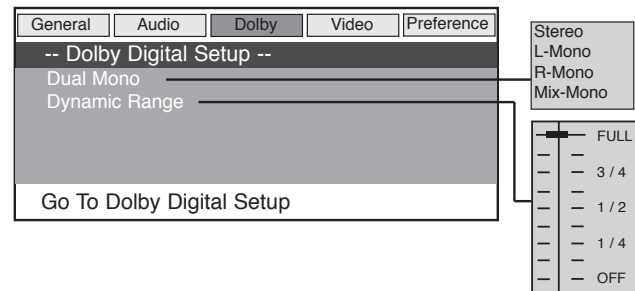 General Audio Dolby Video Preference
-- Dolby Digital Setup --
Dual Mono
Dynamic Range
Go To Dolby Digital Setup
Stereo
L-Mono
R-Mono
Mix-Mono
FULL
3 / 4
1 / 2
1 / 4
OFF